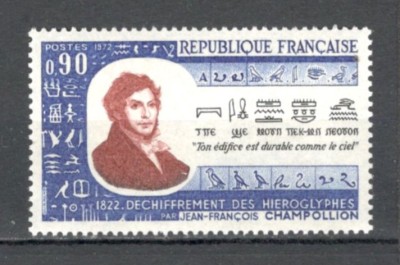 POSTES 1972
REPUBLIQUE FRANÇAISE
0,90
"Ton édifice est durable comme le ciel"
1822. DECHIFFREMENT DES HIEROGLYPHES
PAR JEAN-FRANÇOIS CHAMPOLLION